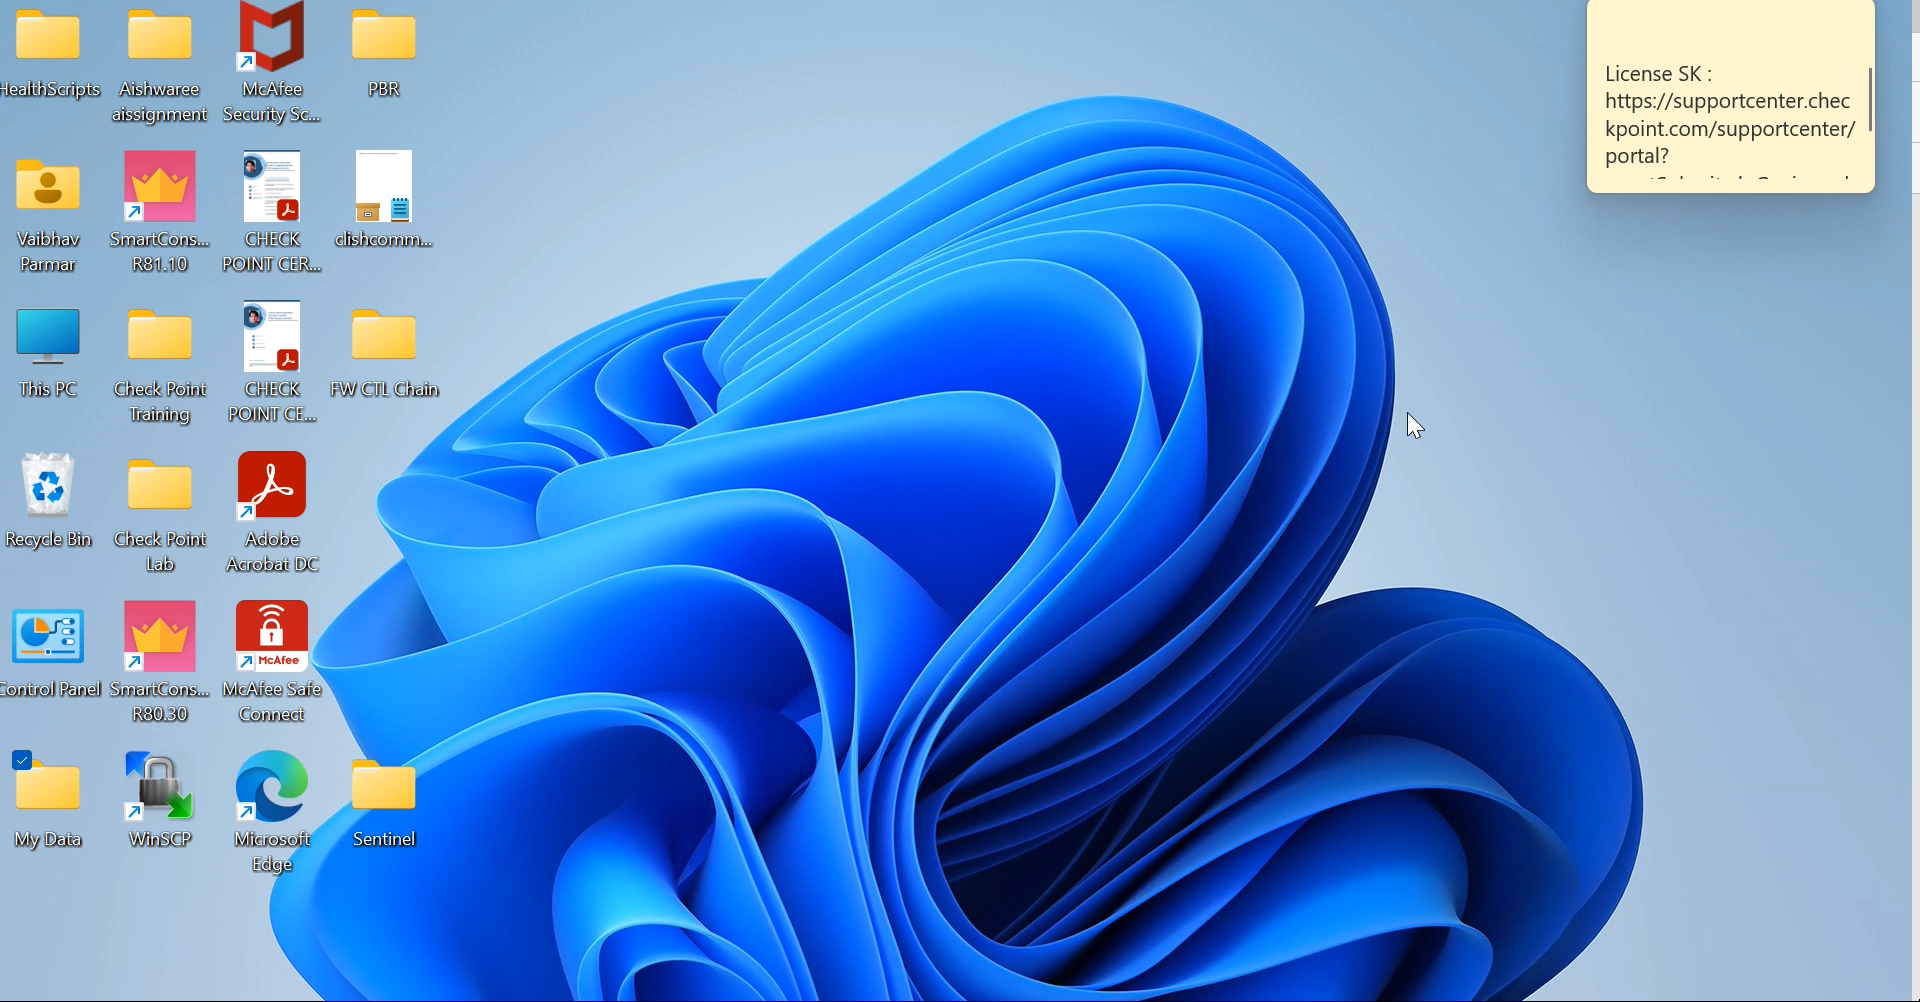 HealthScripts
Aishwaree
aissignment
McAfee
Security Sc...
PBR
Vaibhav
Parmar
SmartCons...
R81.10
CHECK
POINT CER...
clishcomm...
This PC
Check Point
Training
CHECK
POINT CE...
FW CTL Chain
Recycle Bin
Check Point
Lab
Adobe
Acrobat DC
Control Panel
SmartCons...
R80.30
McAfee
McAfee Safe
Connect
My Data
WinSCP
Microsoft
Edge
Sentinel
License SK :
https://supportcenter.chec
kpoint.com/supportcenter/
portal?